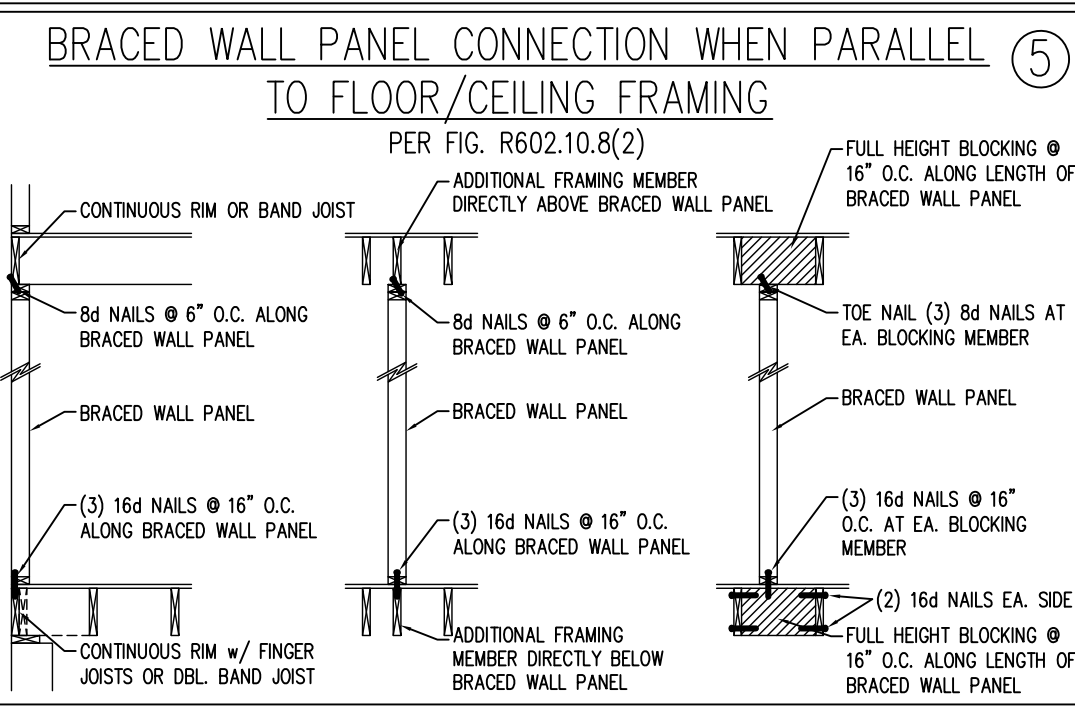 BRACED WALL PANEL CONNECTION WHEN PARALLEL
TO FLOOR/CEILING FRAMING
5
PER FIG. R602.10.8(2)
CONTINUOUS RIM OR BAND JOIST
8d NAILS @ 6" O.C. ALONG
BRACED WALL PANEL
BRACED WALL PANEL
(3) 16d NAILS @ 16" O.C.
ALONG BRACED WALL PANEL
CONTINUOUS RIM w/ FINGER
JOISTS OR DBL. BAND JOIST
ADDITIONAL FRAMING MEMBER
DIRECTLY ABOVE BRACED WALL PANEL
8d NAILS @ 6" O.C. ALONG
BRACED WALL PANEL
BRACED WALL PANEL
(3) 16d NAILS @ 16" O.C.
ALONG BRACED WALL PANEL
ADDITIONAL FRAMING
MEMBER DIRECTLY BELOW
BRACED WALL PANEL
FULL HEIGHT BLOCKING @
16" O.C. ALONG LENGTH OF
BRACED WALL PANEL
TOE NAIL (3) 8d NAILS AT
EA. BLOCKING MEMBER
BRACED WALL PANEL
(3) 16d NAILS @ 16"
O.C. AT EA. BLOCKING
MEMBER
(2) 16d NAILS EA. SIDE
FULL HEIGHT BLOCKING @
16" O.C. ALONG LENGTH OF
BRACED WALL PANEL